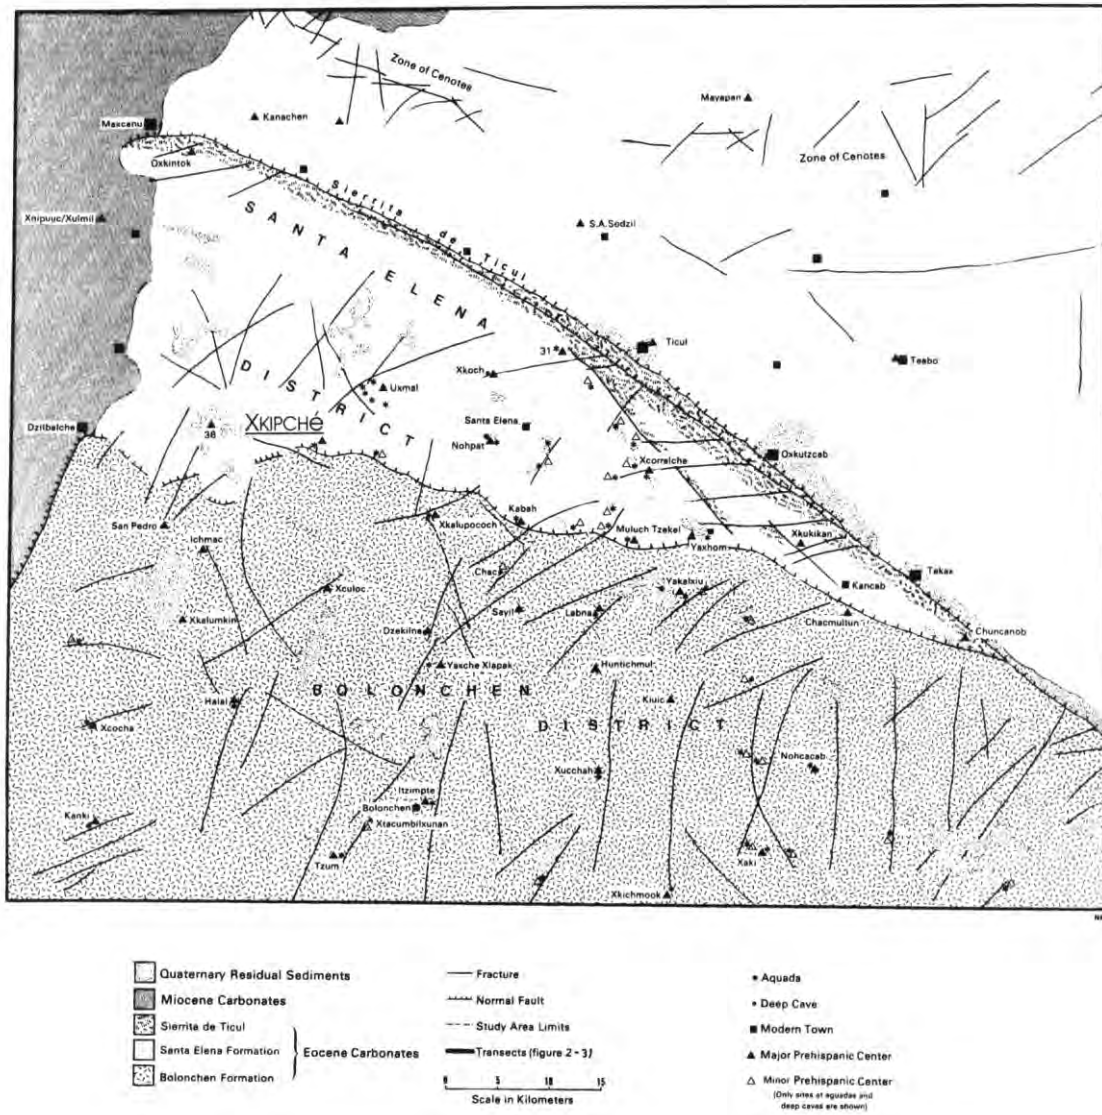 Zone of Cenotes
Mayapan
Kanachen
Maxcanu
Oxkintok
Zone of Cenotes
Xnipuyc/Xulmil
Sierrita de Ticul
S.A.Sodzil
SANTA ELENA
DISTRICT
Ticul
31
Teabo
Xkoch
Uxmal
Dzitbalche
36
XKIPCHé
Santa Elena
Nohpat
Oxkutzcab
Xcorralche
San Pedro
Xkalupococh
Kabah
Muluch Tzekel
Yaxhom
Xkukikan
Ichmac
Chac
Tekax
Xculoc
Yakalxiu
Kancab
Sayil
Labna
Xkalumkin
Chacmultun
Dzekilna
Chuncanob
Yaxche Xlapak
Huntichmul
BOLONCHEN
Halal
Kiuic
DISTRICT
Xcocha
Xucchah
Nohcacab
Itzimpte
Bolonchen
Kanki
Xtacumbilxunan
Tzum
Xaki
Xkichmook
Quaternary Residual Sediments
Miocene Carbonates
Sierrita de Ticul
Santa Elena Formation
Bolonchen Formation
Eocene Carbonates
Fracture
Normal Fault
Study Area Limits
Transects (figure 2-3)
0 5 10 15
Scale in Kilometers
Aquada
Deep Cave
Modern Town
Major Prehispanic Center
Minor Prehispanic Center
(Only sites at aguadas and
deep caves are shown)